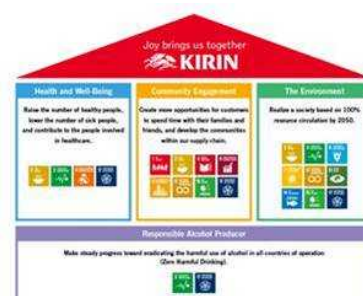 Joy brings us together
KIRIN
Health and Well-Being
Raise the number of healthy people,
lower the number of sick people,
and contribute to the people involved
in healthcare.
Community Engagement
Create more opportunities for customers
to spend time with their families and
friends, and develop the communities
within our supply chain.
The Environment
Realize a society based on 100%
resource circulation by 2050.
Responsible Alcohol Producer
Make steady progress toward eradicating the harmful use of alcohol in all countries of operation
(Zero Harmful Drinking).